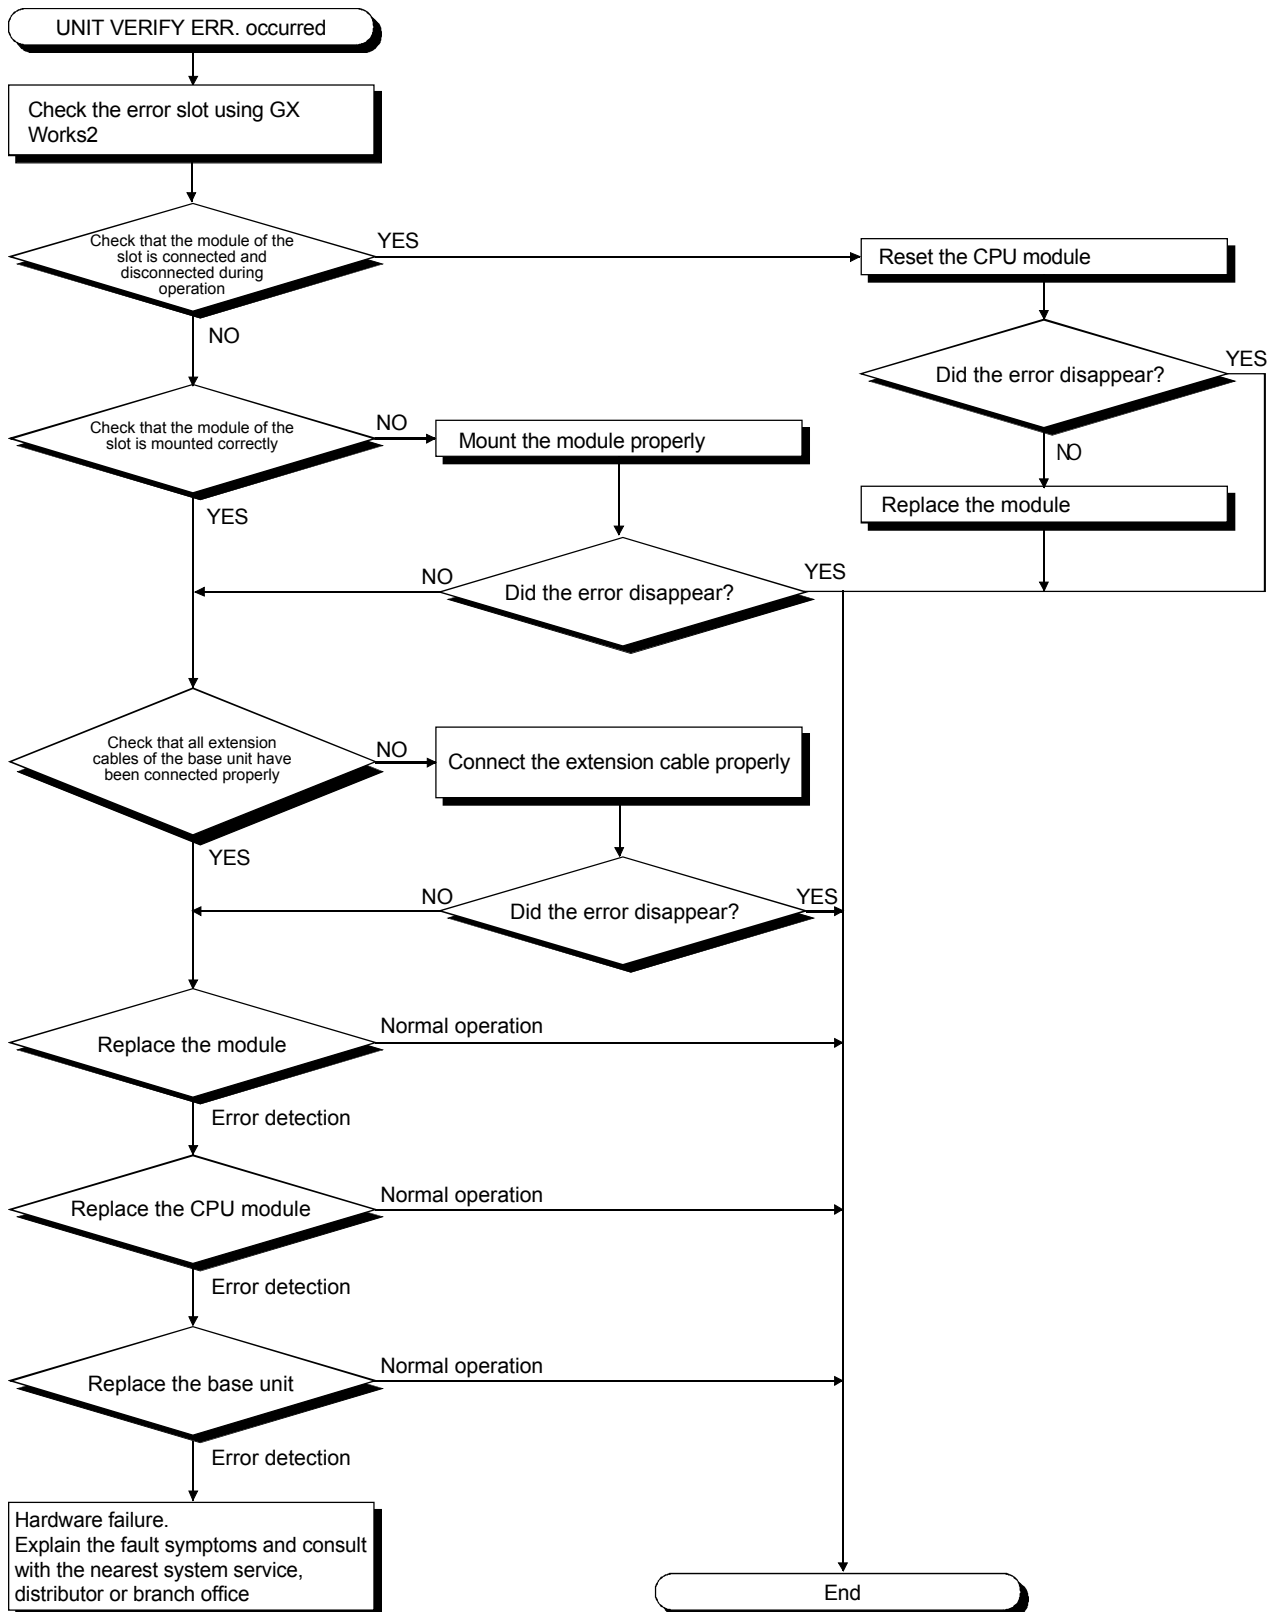 UNIT VERIFY ERR. occurred
Check the error slot using GX
Works2
Check that the module of the
slot is connected and
disconnected during
operation
YES
Reset the CPU module
NO
Did the error disappear?
YES
NO
Replace the module
Check that the module of the
slot is mounted correctly
NO
Mount the module properly
YES
Did the error disappear?
NO
YES
Check that all extension
cables of the base unit have
been connected properly
NO
Connect the extension cable properly
YES
Did the error disappear?
NO
YES
Replace the module
Normal operation
Error detection
Replace the CPU module
Normal operation
Error detection
Replace the base unit
Normal operation
Error detection
Hardware failure.
Explain the fault symptoms and consult
with the nearest system service,
distributor or branch office
End